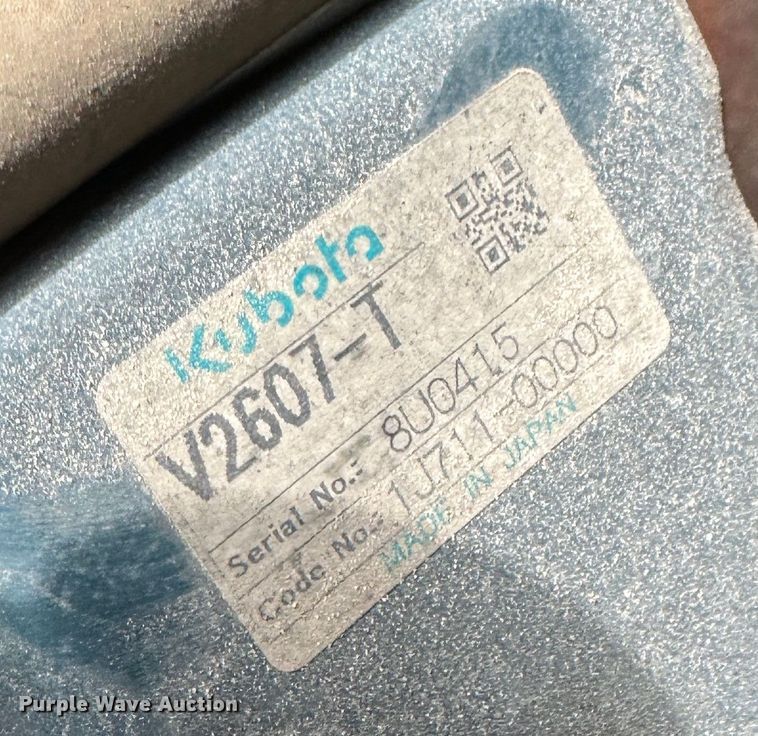 Kubota
V2607-T
Serial No.: 8U0415
Code No.: 1J711-00000
MADE IN JAPAN
Purple Wave Auction